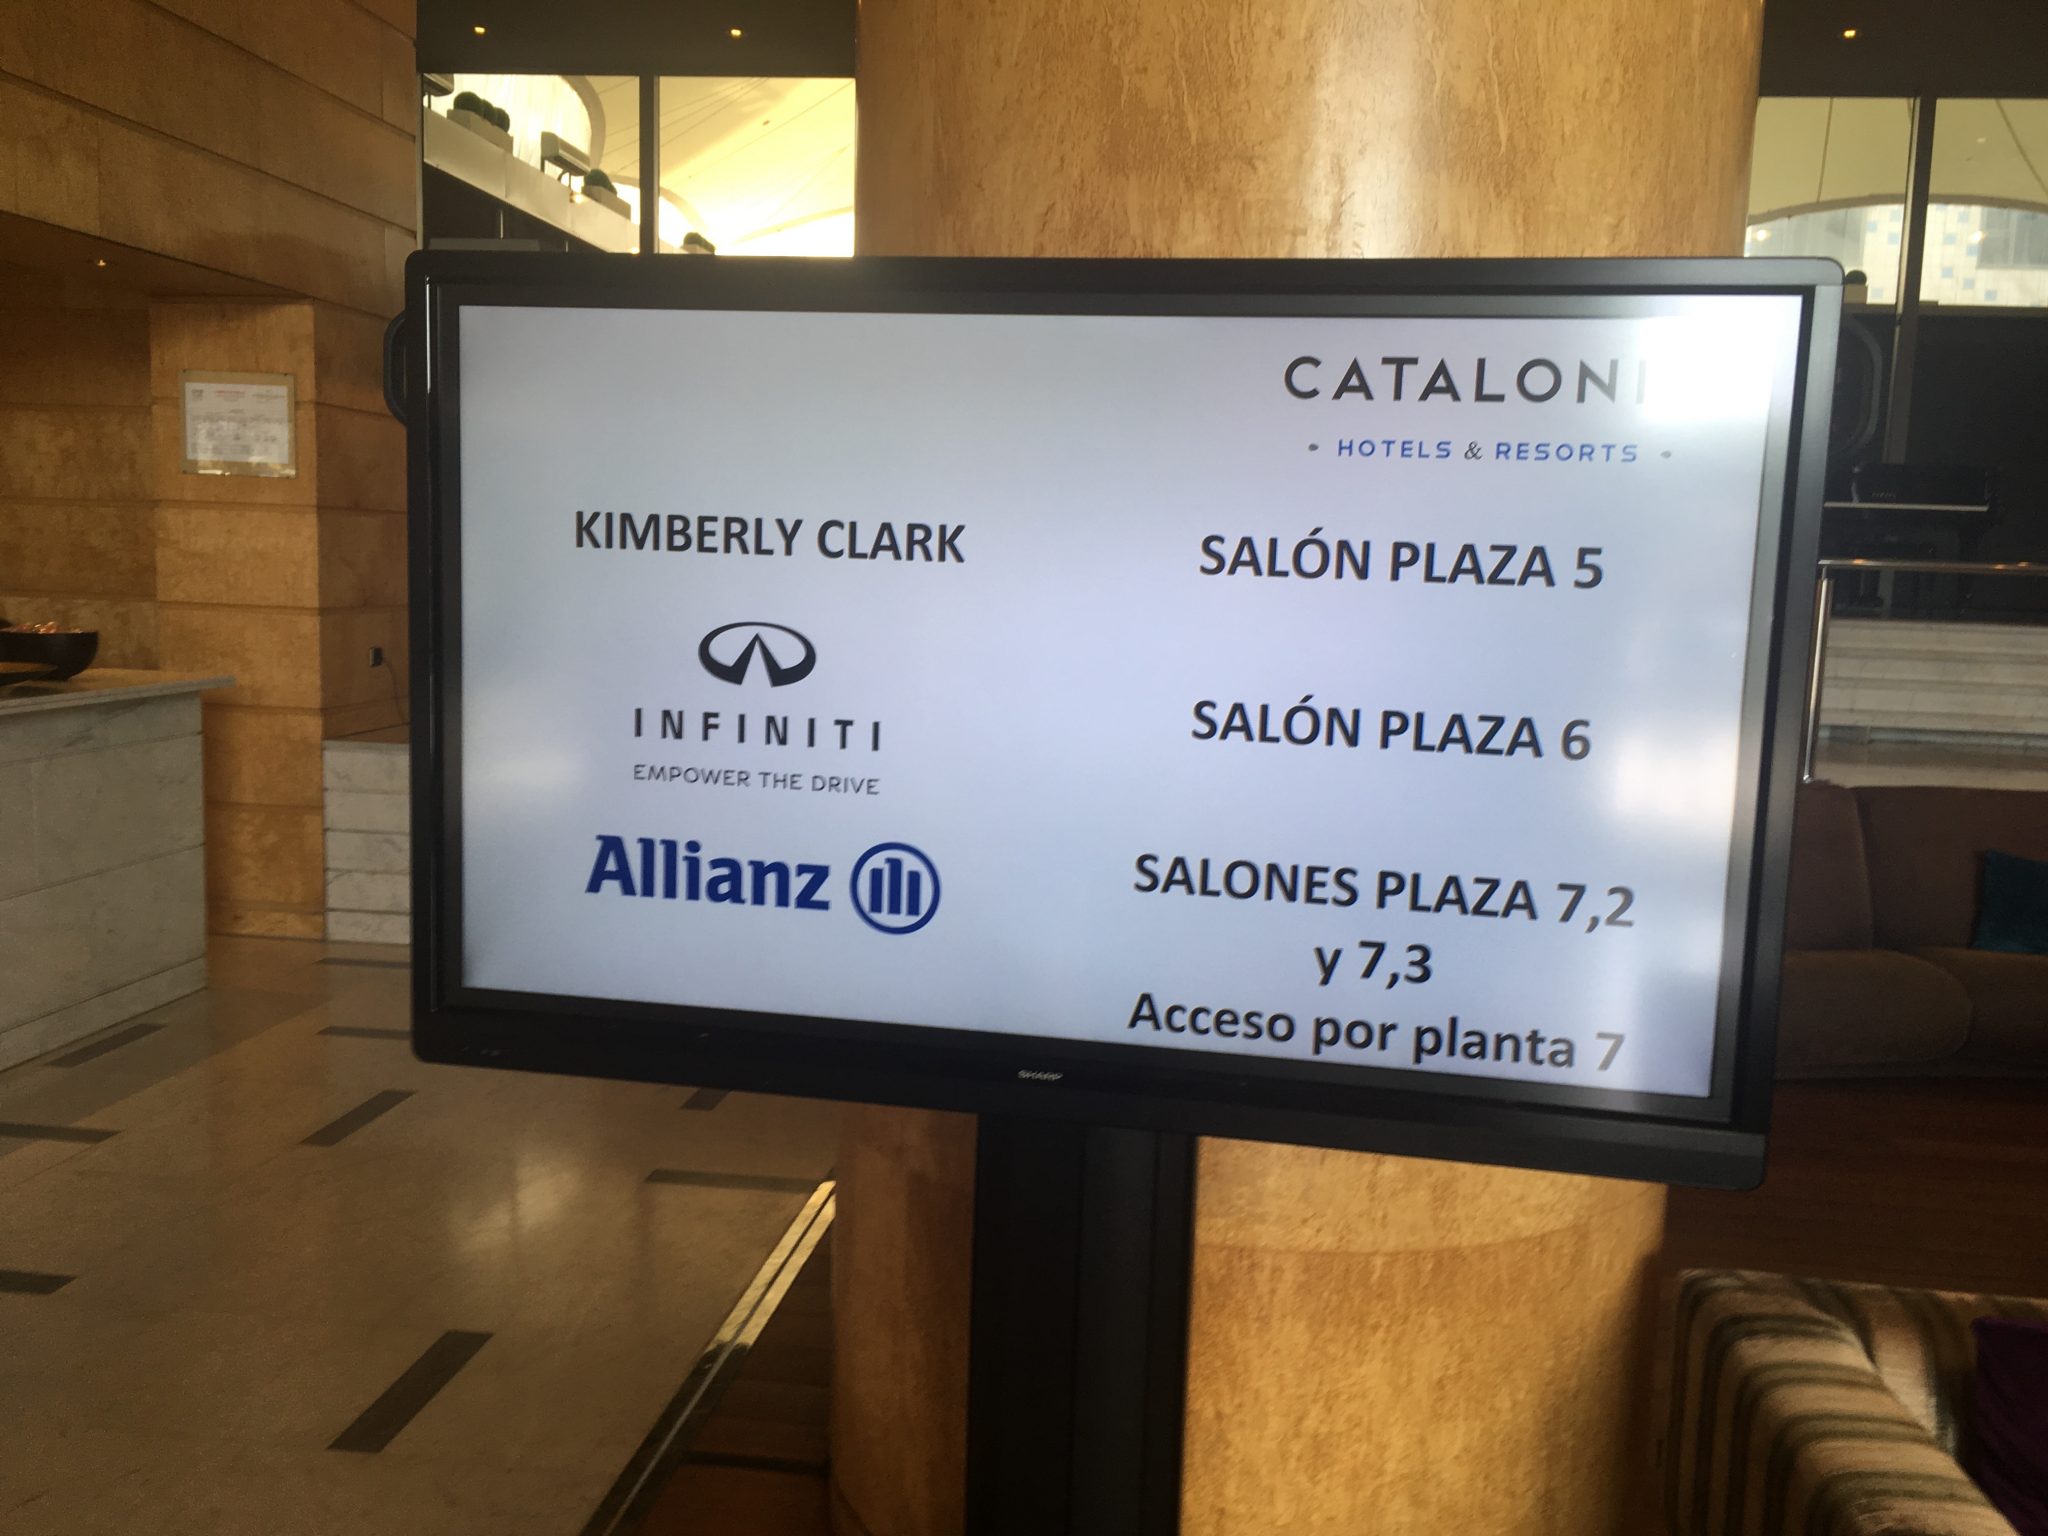 CATALONI
• HOTELS & RESORTS •
KIMBERLY CLARK
SALÓN PLAZA 5
INFINITI
EMPOWER THE DRIVE
SALÓN PLAZA 6
Allianz
SALONES PLAZA 7,2
y 7,3
Acceso por planta 7
SHARP